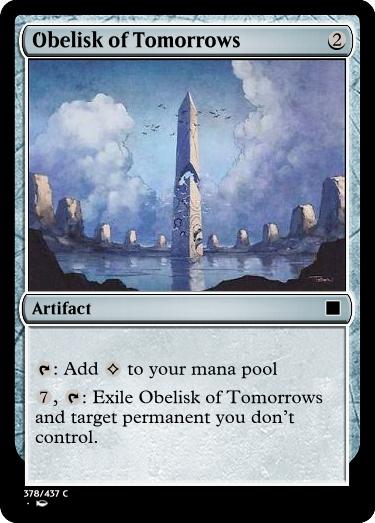 Obelisk of Tomorrows 2
Artifact
: Add to your mana pool
7, : Exile Obelisk of Tomorrows
and target permanent you don't
control.
378/437 C